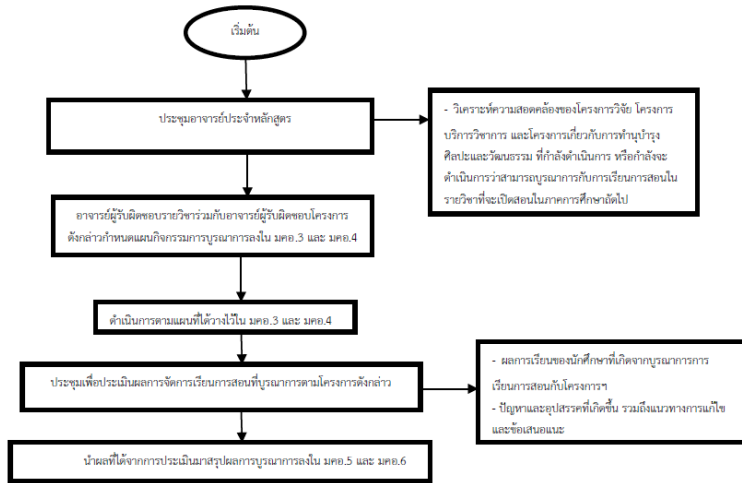 เริ่มต้น
ประชุมอาจารย์ประจำหลักสูตร
- วิเคราะห์ความสอดคล้องของโครงการวิจัย โครงการ
บริการวิชาการ และโครงการเกี่ยวกับการทำนุบำรุง
ศิลปะและวัฒนธรรม ที่กำลังดำเนินการ หรือกำลังจะ
ดำเนินการว่าสามารถบูรณาการกับการเรียนการสอนใน
รายวิชาที่จะเปิดสอนในภาคการศึกษาถัดไป
อาจารย์ผู้รับผิดชอบรายวิชาร่วมกับอาจารย์ผู้รับผิดชอบโครงการ
ดังกล่าวกำหนดแผนกิจกรรมการบูรณาการลงใน มคอ.3 และ มคอ.4
ดำเนินการตามแผนที่ได้วางไว้ใน มคอ.3 และ มคอ.4
ประชุมเพื่อประเมินผลการจัดการเรียนการสอนที่บูรณาการตามโครงการดังกล่าว
- ผลการเรียนของนักศึกษาที่เกิดจากบูรณาการการ
เรียนการสอนกับโครงการฯ
- ปัญหาและอุปสรรคที่เกิดขึ้น รวมถึงแนวทางการแก้ไข
และข้อเสนอแนะ
นำผลที่ได้จากการประเมินมาสรุปผลการบูรณาการลงใน มคอ.5 และ มคอ.6